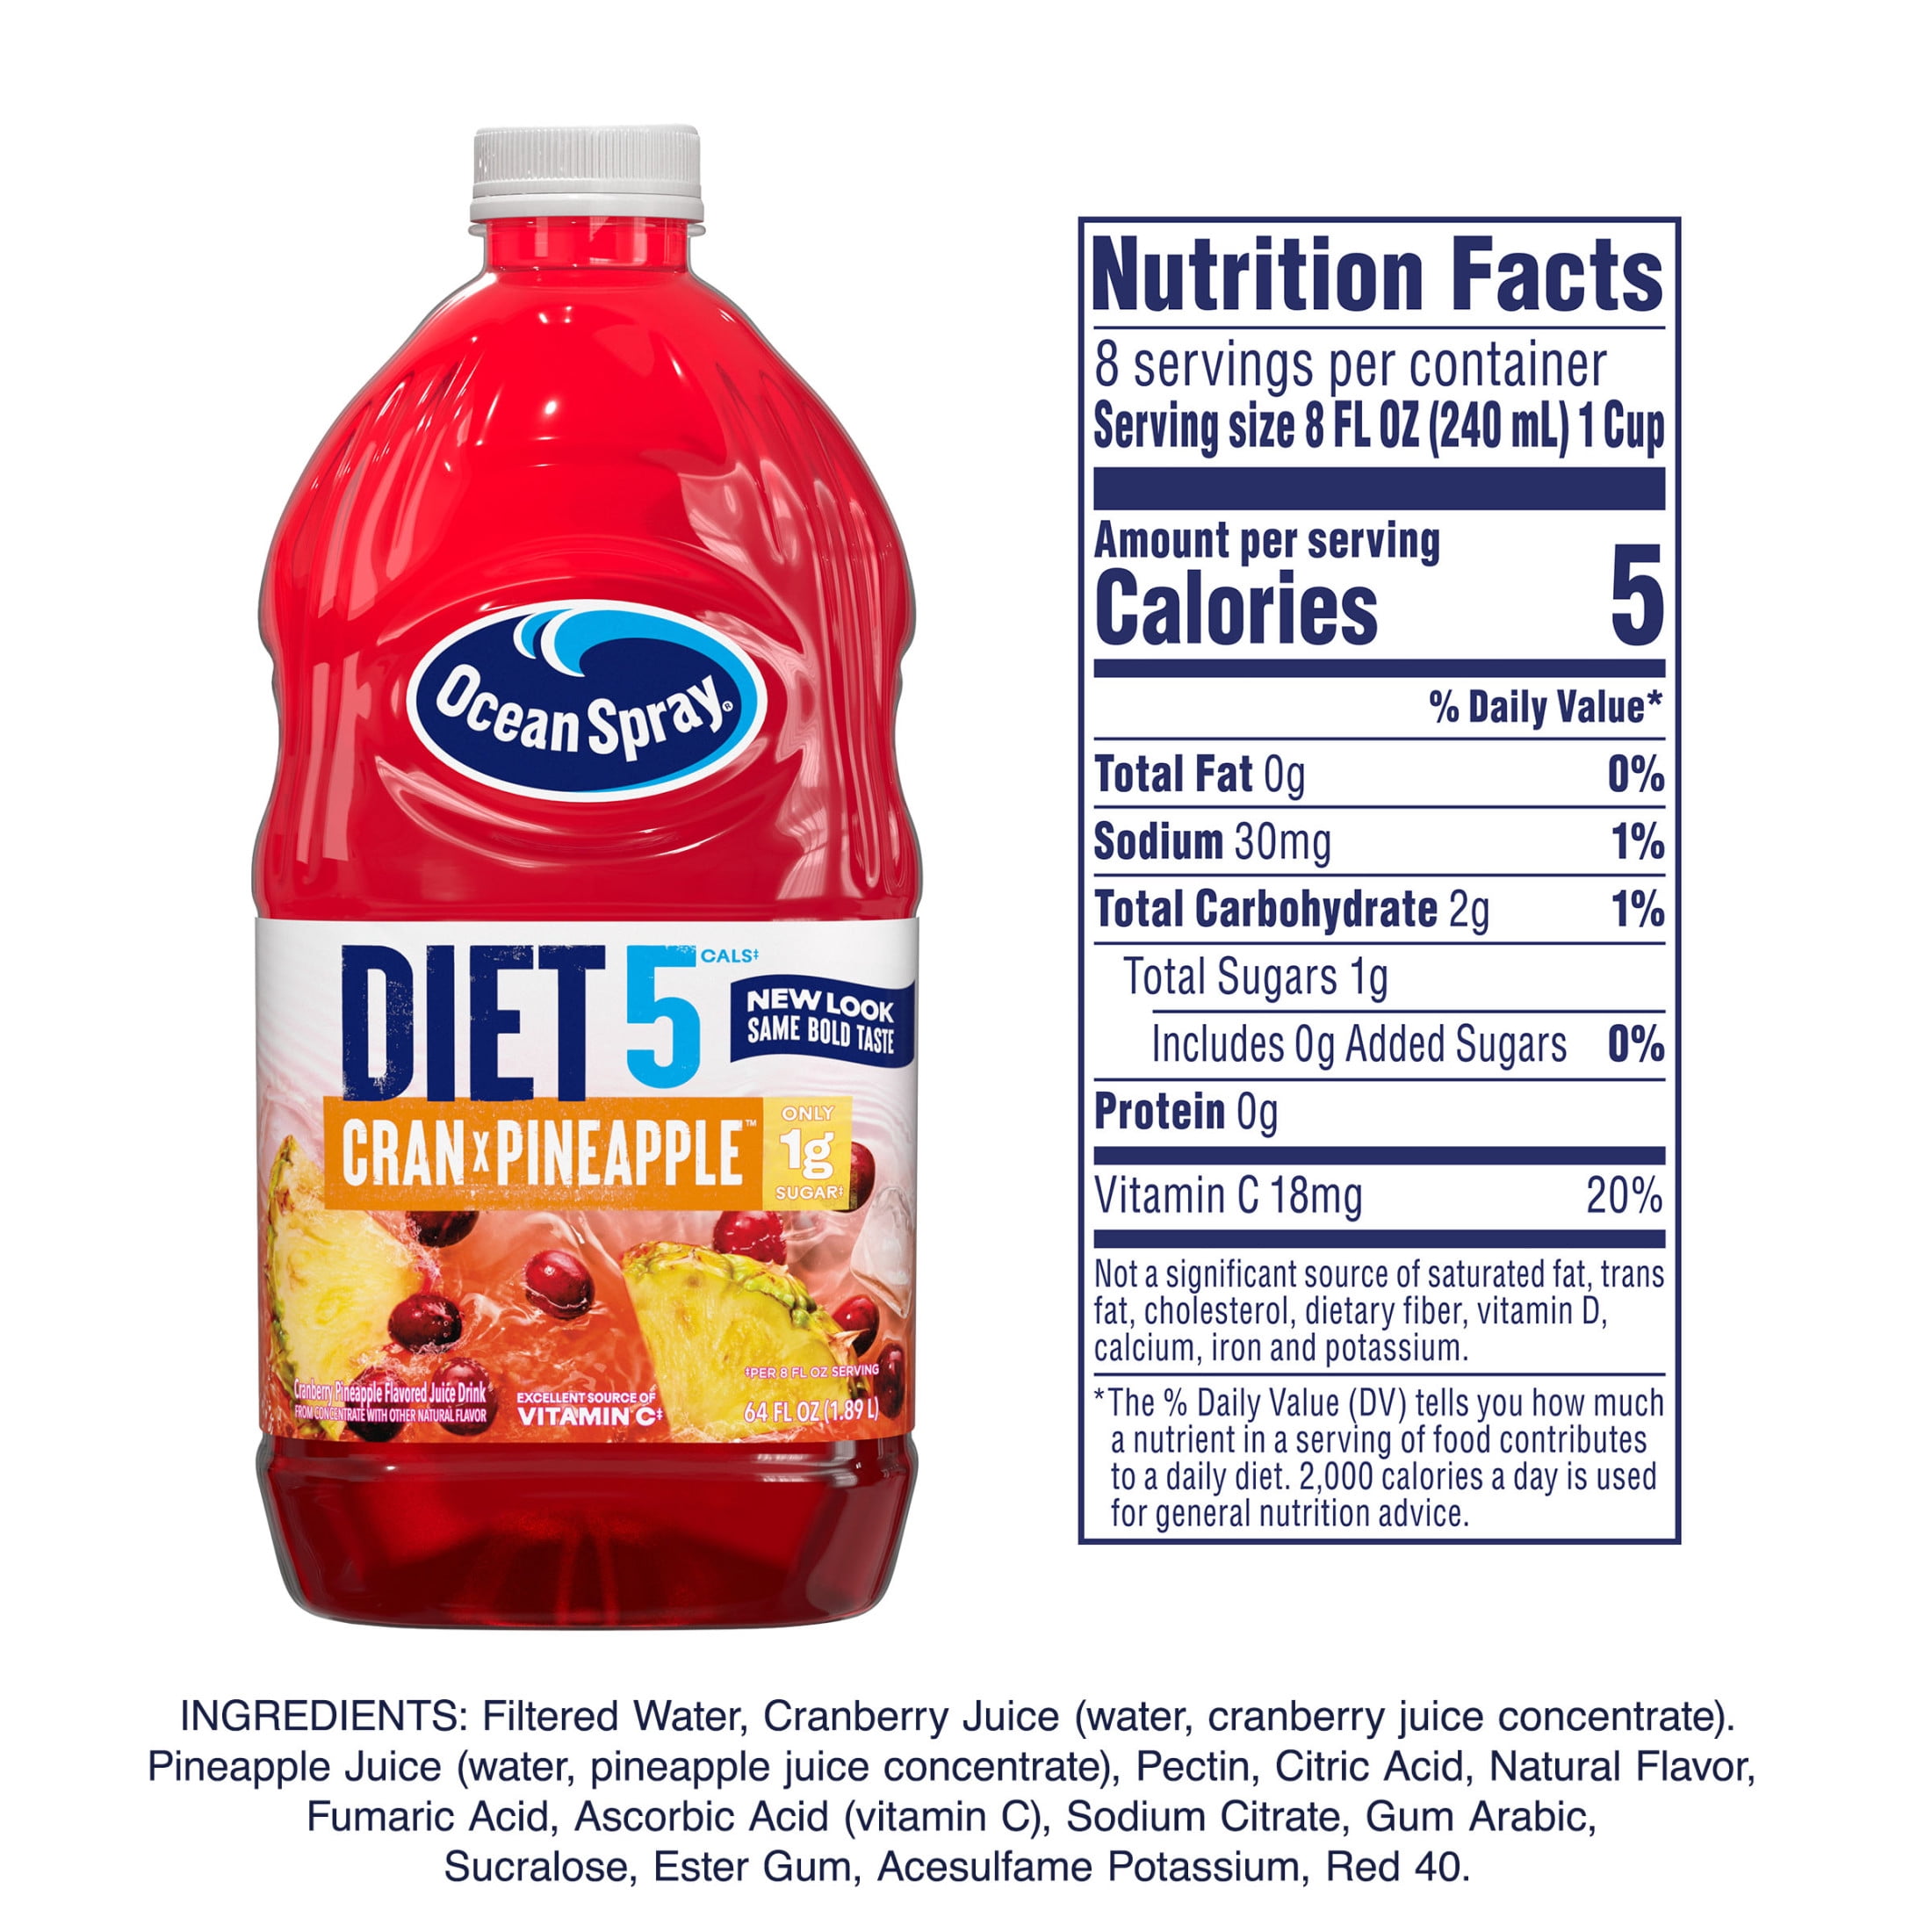 Ocean Spray®
DIET 5 CALS‡
NEW LOOK
SAME BOLD TASTE
CRAN X PINEAPPLE™
ONLY
1g
SUGAR‡
‡PER 8 FL OZ SERVING
Cranberry Pineapple Flavored Juice Drink
FROM CONCENTRATE WITH OTHER NATURAL FLAVOR
EXCELLENT SOURCE OF
VITAMIN C‡
64 FL OZ (1.89 L)
Nutrition Facts
8 servings per container
Serving size 8 FL OZ (240 mL) 1 Cup
Amount per serving
Calories 5
% Daily Value*
Total Fat 0g 0%
Sodium 30mg 1%
Total Carbohydrate 2g 1%
Total Sugars 1g
Includes 0g Added Sugars 0%
Protein 0g
Vitamin C 18mg 20%
Not a significant source of saturated fat, trans
fat, cholesterol, dietary fiber, vitamin D,
calcium, iron and potassium.
*The % Daily Value (DV) tells you how much
a nutrient in a serving of food contributes
to a daily diet. 2,000 calories a day is used
for general nutrition advice.
INGREDIENTS: Filtered Water, Cranberry Juice (water, cranberry juice concentrate).
Pineapple Juice (water, pineapple juice concentrate), Pectin, Citric Acid, Natural Flavor,
Fumaric Acid, Ascorbic Acid (vitamin C), Sodium Citrate, Gum Arabic,
Sucralose, Ester Gum, Acesulfame Potassium, Red 40.